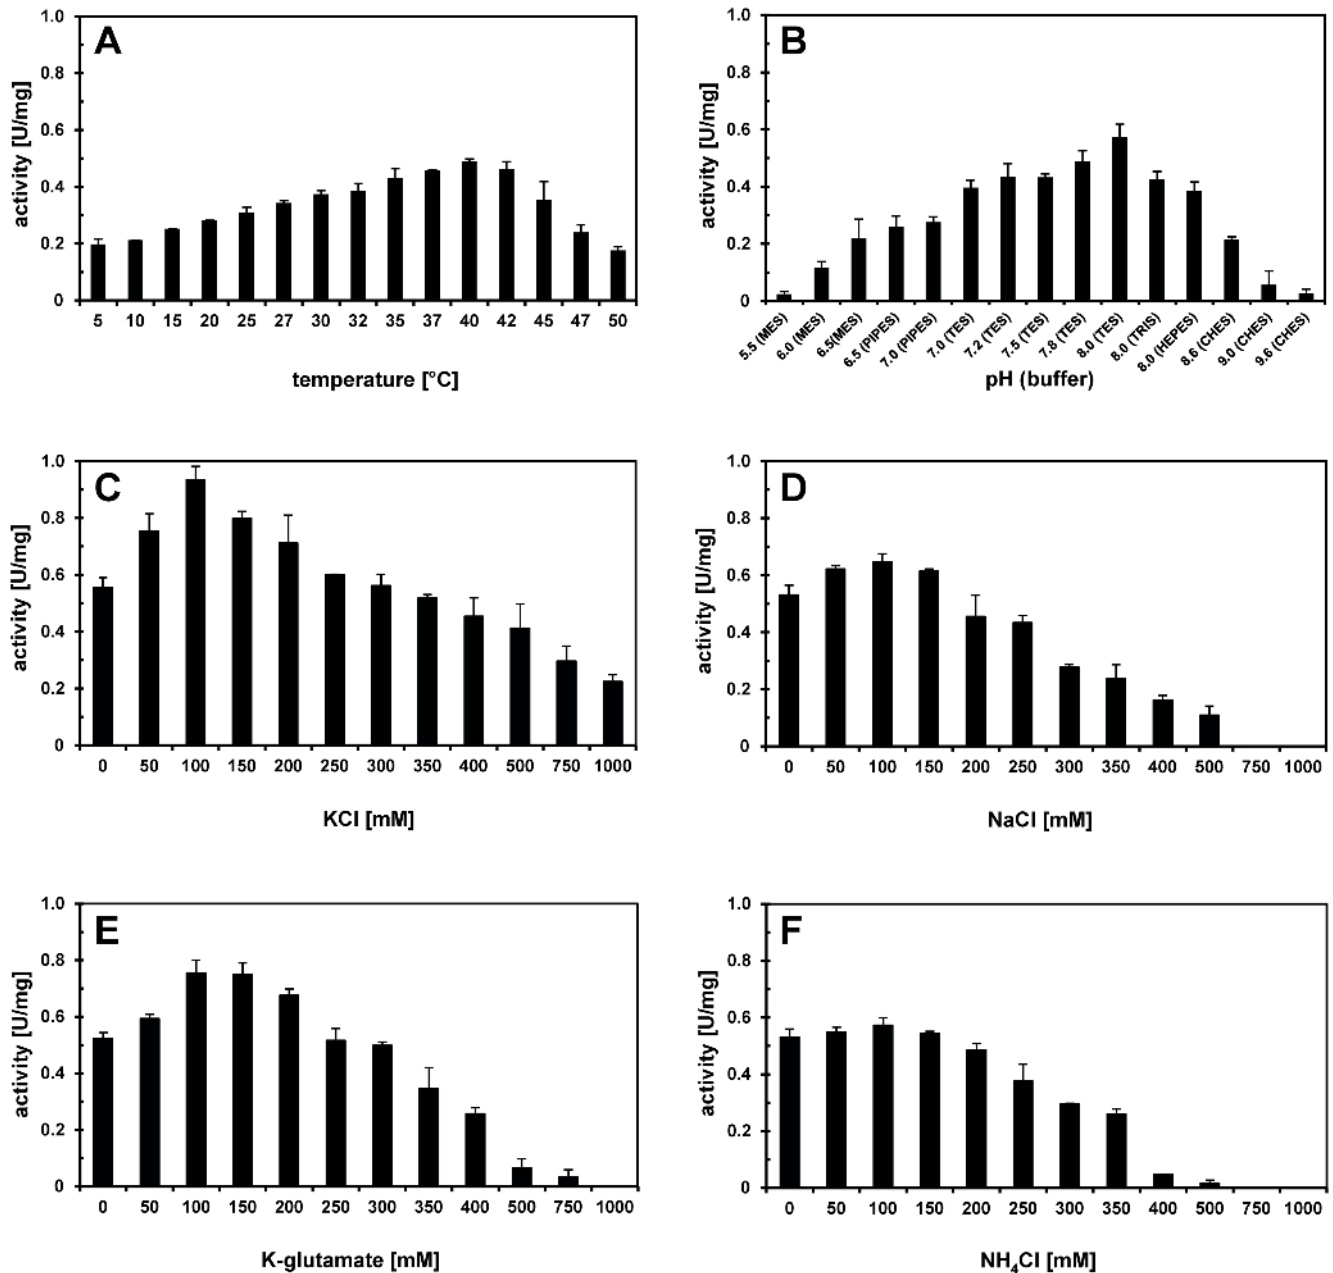 A
activity [U/mg]
1.0
0.8
0.6
0.4
0.2
0
5 10 15 20 25 27 30 32 35 37 40 42 45 47 50
temperature [°C]
B
activity [U/mg]
1.0
0.8
0.6
0.4
0.2
0
5.5 (MES)
6.0 (MES)
6.5(MES)
6.5 (PIPES)
7.0 (PIPES)
7.0 (TES)
7.2 (TES)
7.5 (TES)
7.8 (TES)
8.0 (TES)
8.0 (TRIS)
8.0 (HEPES)
8.6 (CHES)
9.0 (CHES)
9.6 (CHES)
pH (buffer)
C
activity [U/mg]
1.0
0.8
0.6
0.4
0.2
0
0 50 100 150 200 250 300 350 400 500 750 1000
KCl [mM]
D
activity [U/mg]
1.0
0.8
0.6
0.4
0.2
0
0 50 100 150 200 250 300 350 400 500 750 1000
NaCl [mM]
E
activity [U/mg]
1.0
0.8
0.6
0.4
0.2
0
0 50 100 150 200 250 300 350 400 500 750 1000
K-glutamate [mM]
F
activity [U/mg]
1.0
0.8
0.6
0.4
0.2
0
0 50 100 150 200 250 300 350 400 500 750 1000
NH₄Cl [mM]